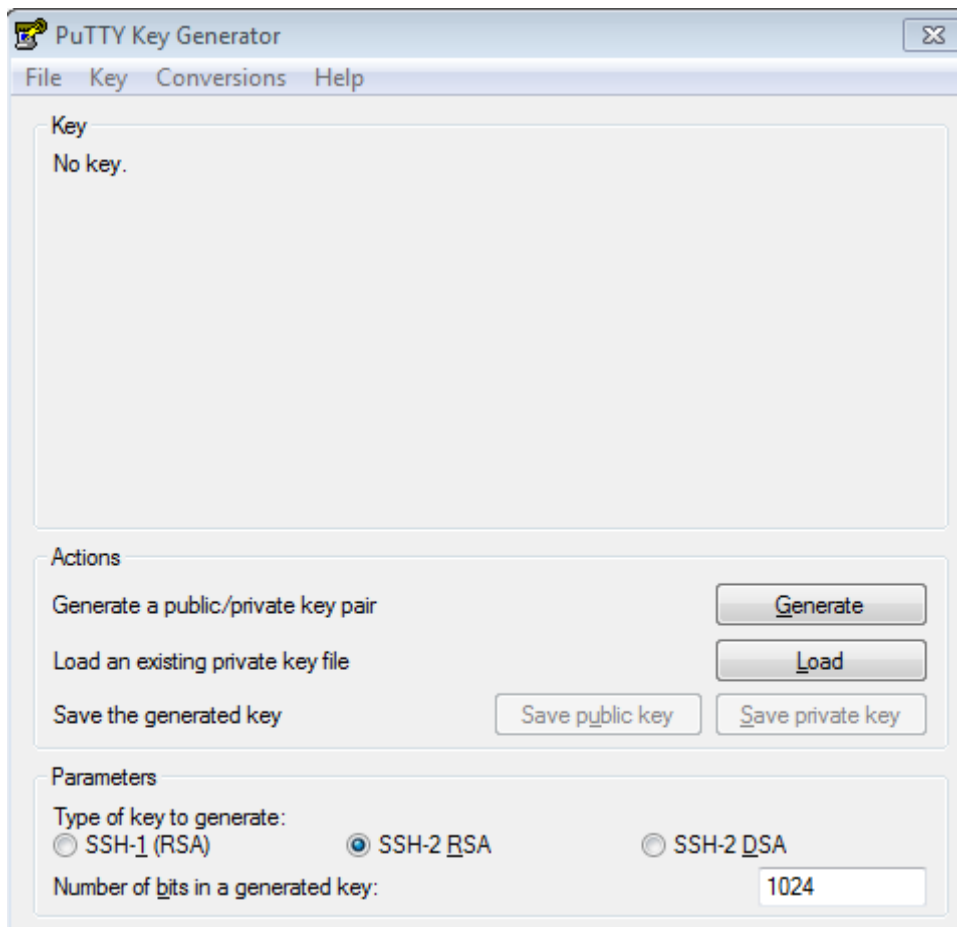 PuTTY Key Generator
File Key Conversions Help
Key
No key.
Actions
Generate a public/private key pair Generate
Load an existing private key file Load
Save the generated key Save public key Save private key
Parameters
Type of key to generate:
SSH-1 (RSA) SSH-2 RSA SSH-2 DSA
Number of bits in a generated key: 1024